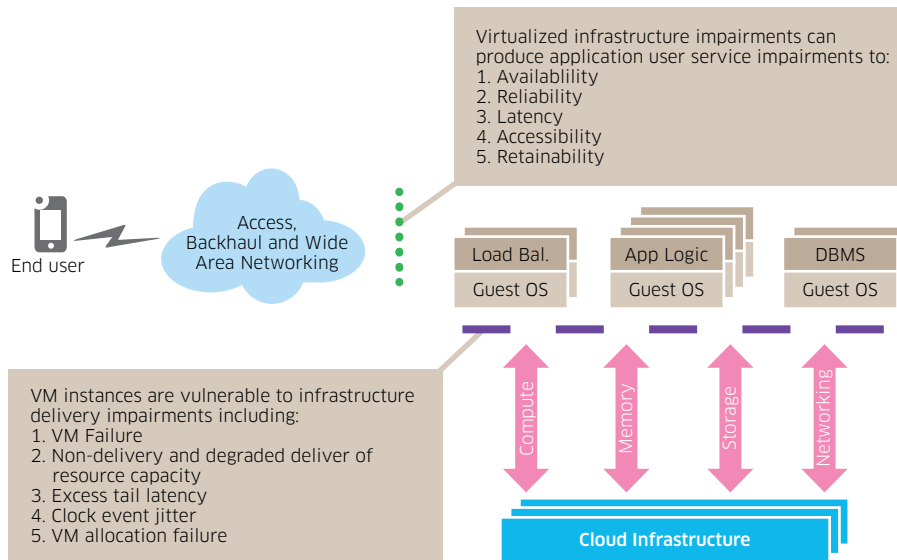 Virtualized infrastructure impairments can
produce application user service impairments to:
1. Availablility
2. Reliability
3. Latency
4. Accessibility
5. Retainability
End user
Access,
Backhaul and Wide
Area Networking
Load Bal.
Guest OS
App Logic
Guest OS
DBMS
Guest OS
VM instances are vulnerable to infrastructure
delivery impairments including:
1. VM Failure
2. Non-delivery and degraded deliver of
resource capacity
3. Excess tail latency
4. Clock event jitter
5. VM allocation failure
Compute
Memory
Storage
Networking
Cloud Infrastructure